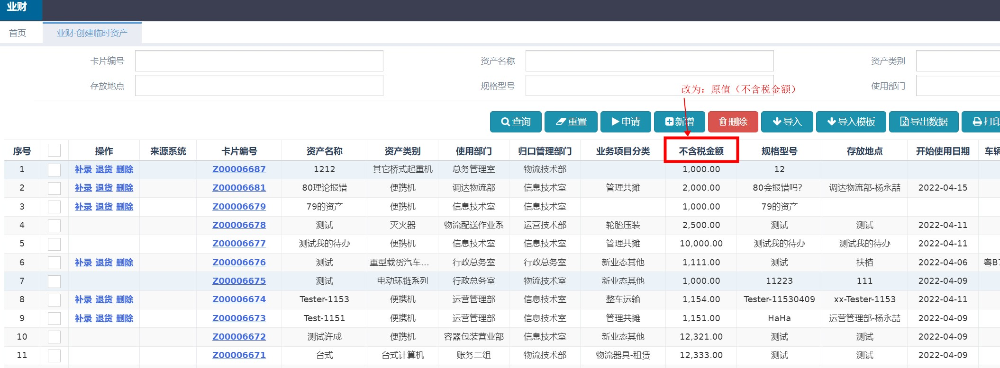 业财
首页 业财-创建临时资产
卡片编号 资产名称 资产类别
存放地点 规格型号 使用部门
改为：原值（不含税金额）
查询 重置 申请 新增 删除 导入 导入模板 导出数据 打印
序号 操作 来源系统 卡片编号 资产名称 资产类别 使用部门 归口管理部门 业务项目分类 不含税金额 规格型号 存放地点 开始使用日期 车辆
1 补录 退货 删除 Z00006687 1212 其它桥式起重机 总务管理室 物流技术部 1,000.00 12
2 补录 退货 删除 Z00006681 80理论报错 便携机 调达物流部 信息技术室 管理共摊 2,000.00 80会报错吗? 调达物流部-杨永喆 2022-04-15
3 补录 退货 删除 Z00006679 79的资产 便携机 信息技术室 信息技术室 1,000.00 79的资产
4 Z00006678 测试 灭火器 物流配送作业系 运营技术部 轮胎压装 2,500.00 测试 测试 2022-04-11
5 Z00006677 测试我的待办 便携机 信息技术室 信息技术室 管理共摊 10,000.00 测试我的待办 测试我的待办 2022-04-11
6 补录 退货 删除 Z00006676 测试 重型载货汽车... 行政总务室 行政总务室 新业态其他 1,111.00 测试 扶植 2022-04-06 粤B7
7 Z00006675 测试 电动环链系列 行政总务室 物流技术室 新业态其他 1,000.00 11223 111 2022-04-09
8 补录 退货 删除 Z00006674 Tester-1153 便携机 运营管理部 信息技术室 整车运输 1,154.00 Tester-11530409 xx-Tester-1153 2022-04-11
9 补录 退货 删除 Z00006673 Test-1151 便携机 运营管理部 信息技术室 管理共摊 1,151.00 HaHa 运营管理部-杨永喆 2022-04-09
10 Z00006672 测试许成 便携机 容器包装营业部 信息技术室 新业态其他 12,321.00 测试 测试 2022-04-09
11 Z00006671 台式 台式计算机 账务二组 物流技术部 物流器具-租赁 12,333.00 测试 测试 2022-04-09